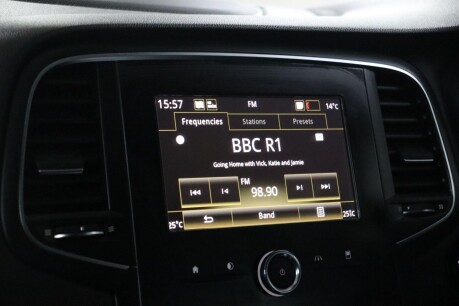 15:57 FM 14°C
Frequencies Stations Presets
BBC R1
Going Home with Vick, Katie and Jamie
FM
98.90
Band
25°C 25°C